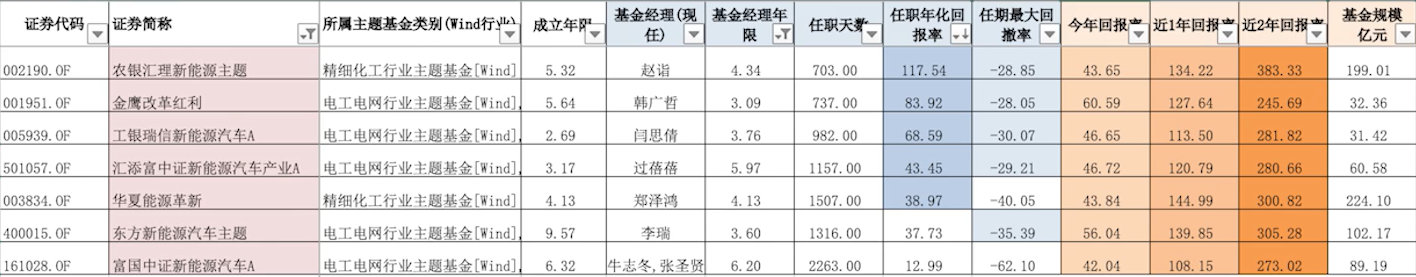 证券代码 证券简称 所属主题基金类别(Wind行业 成立年限 基金经理(现任) 基金经理年限 任职天数 任职年化回报率 任期最大回撤率 今年回报率 近1年回报率 近2年回报率 基金规模亿元
002190.OF 农银汇理新能源主题 精细化工行业主题基金[Wind] 5.32 赵诣 4.34 703.00 117.54 -28.85 43.65 134.22 383.33 199.01
001951.OF 金鹰改革红利 电工电网行业主题基金[Wind], 5.64 韩广哲 3.09 737.00 83.92 -28.05 60.59 127.64 245.69 32.36
005939.OF 工银瑞信新能源汽车A 电工电网行业主题基金[Wind], 2.69 闫思倩 3.76 982.00 68.59 -30.07 46.65 113.50 281.82 31.42
501057.OF 汇添富中证新能源汽车产业A 电工电网行业主题基金[Wind], 3.17 过蓓蓓 5.97 1157.00 43.45 -29.21 46.72 120.79 280.66 60.58
003834.OF 华夏能源革新 精细化工行业主题基金[Wind], 4.13 郑泽鸿 4.13 1507.00 38.97 -40.05 43.84 144.99 300.82 224.10
400015.OF 东方新能源汽车主题 电工电网行业主题基金[Wind], 9.57 李瑞 3.60 1316.00 37.73 -35.39 56.04 139.85 305.28 102.17
161028.OF 富国中证新能源汽车A 电工电网行业主题基金[Wind], 6.32 牛志冬,张圣贤 6.20 2263.00 12.99 -62.10 42.04 108.15 273.02 89.19